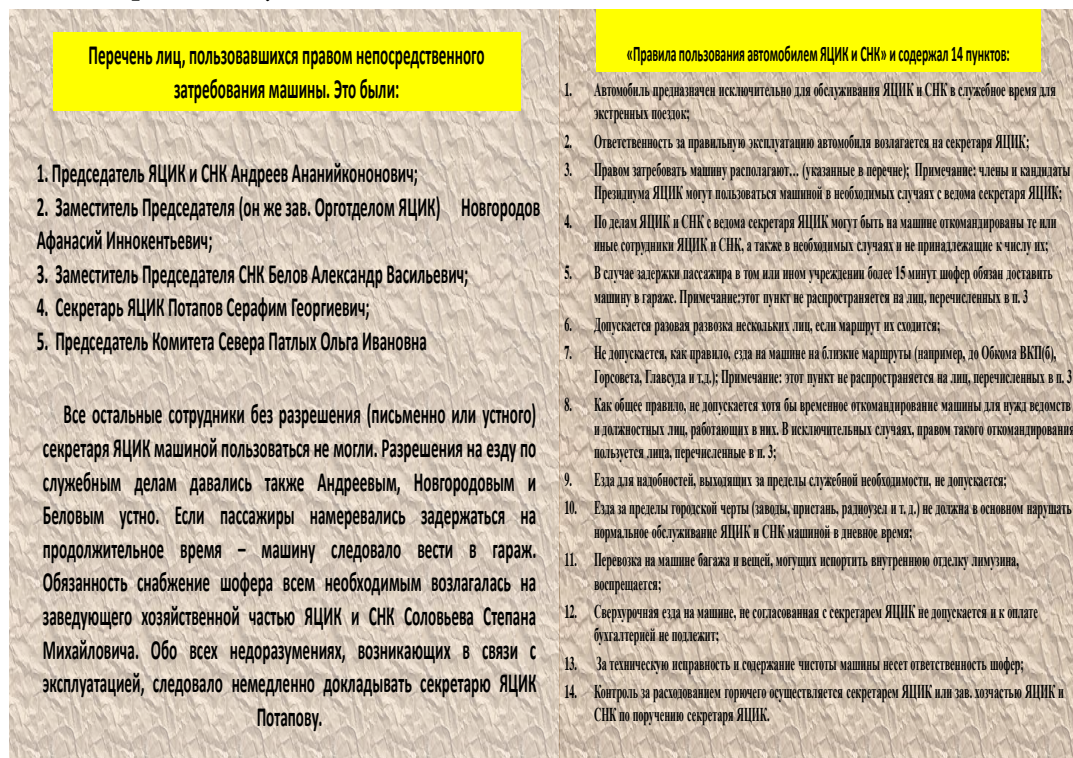 Перечень лиц, пользовавшихся правом непосредственного
затребования машины. Это были:
1. Председатель ЯЦИК и СНК Андреев Ананийкононович;
2. Заместитель Председателя (он же зав. Орготделом ЯЦИК) Новгородов
Афанасий Иннокентьевич;
3. Заместитель Председателя СНК Белов Александр Васильевич;
4. Секретарь ЯЦИК Потапов Серафим Георгиевич;
5. Председатель Комитета Севера Патлых Ольга Ивановна
Все остальные сотрудники без разрешения (письменно или устного)
секретаря ЯЦИК машиной пользоваться не могли. Разрешения на езду по
служебным делам давались также Андреевым, Новгородовым и
Беловым устно. Если пассажиры намеревались задержаться на
продолжительное время – машину следовало вести в гараж.
Обязанность снабжение шофера всем необходимым возлагалась на
заведующего хозяйственной частью ЯЦИК и СНК Соловьева Степана
Михайловича. Обо всех недоразумениях, возникающих в связи с
эксплуатацией, следовало немедленно докладывать секретарю ЯЦИК
Потапову.
«Правила пользования автомобилем ЯЦИК и СНК» и содержал 14 пунктов:
1. Автомобиль предназначен исключительно для обслуживания ЯЦИК и СНК в служебное время для
экстренных поездок;
2. Ответственность за правильную эксплуатацию автомобиля возлагается на секретаря ЯЦИК;
3. Правом затребовать машину располагают… (указанные в перечне); Примечание: члены и кандидаты
Президиума ЯЦИК могут пользоваться машиной в необходимых случаях с ведома секретаря ЯЦИК;
4. По делам ЯЦИК и СНК с ведома секретаря ЯЦИК могут быть на машине откомандированы те или
иные сотрудники ЯЦИК и СНК, а также в необходимых случаях и не принадлежащие к числу их;
5. В случае задержки пассажира в том или ином учреждении более 15 минут шофер обязан доставить
машину в гараже. Примечание:этот пункт не распространяется на лиц, перечисленных в п. 3
6. Допускается разовая развозка нескольких лиц, если маршрут их сходится;
7. Не допускается, как правило, езда на машине на близкие маршруты (например, до Обкома ВКП(б),
Горсовета, Главсуда и т.д.); Примечание: этот пункт не распространяется на лиц, перечисленных в п. 3
8. Как общее правило, не допускается хотя бы временное откомандирование машины для нужд ведомств
и должностных лиц, работающих в них. В исключительных случаях, правом такого откомандирования
пользуется лица, перечисленные в п. 3;
9. Езда для надобностей, выходящих за пределы служебной необходимости, не допускается;
10. Езда за пределы городской черты (заводы, пристань, радиоузел и т. д.) не должна в основном нарушать
нормальное обслуживание ЯЦИК и СНК машиной в дневное время;
11. Перевозка на машине багажа и вещей, могущих испортить внутреннюю отделку лимузина,
воспрещается;
12. Сверхурочная езда на машине, не согласованная с секретарем ЯЦИК не допускается и к оплате
бухгалтерией не подлежит;
13. За техническую исправность и содержание чистоты машины несет ответственность шофер;
14. Контроль за расходованием горючего осуществляется секретарем ЯЦИК или зав. хозчастью ЯЦИК и
СНК по поручению секретаря ЯЦИК.